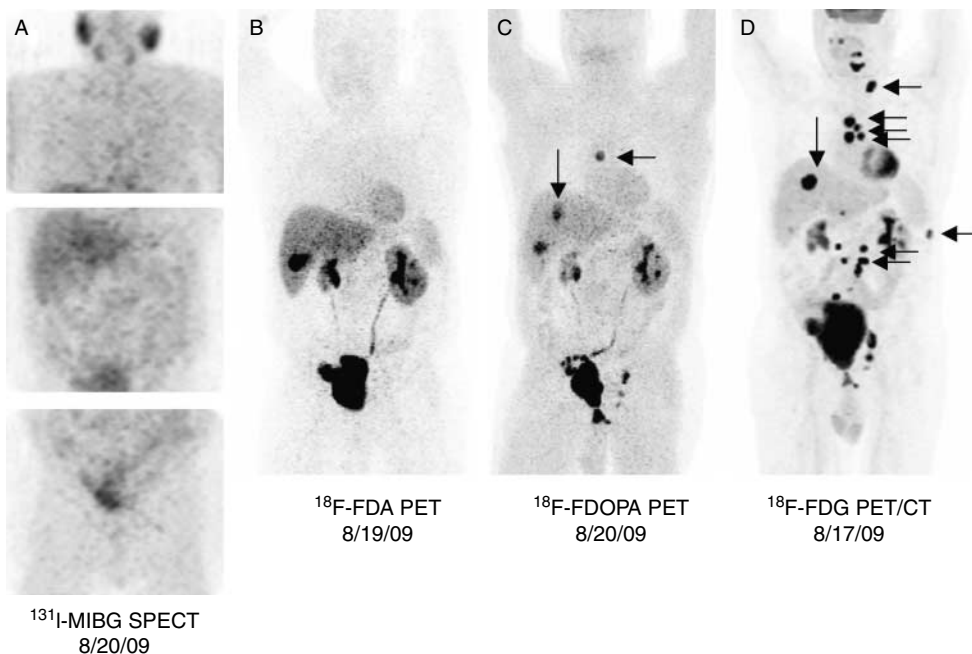 A
B
C
D
¹⁸F-FDA PET
8/19/09
¹⁸F-FDOPA PET
8/20/09
¹⁸F-FDG PET/CT
8/17/09
¹³¹I-MIBG SPECT
8/20/09